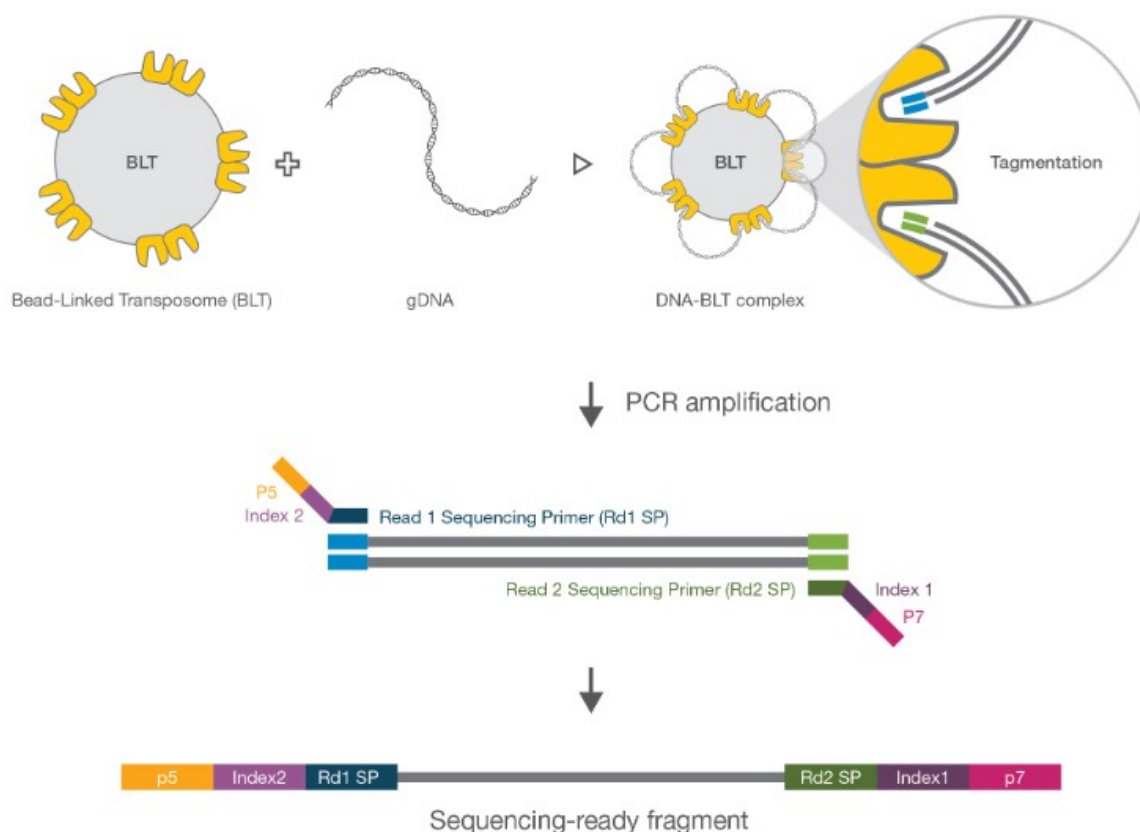 BLT
BLT
Tagmentation
Bead-Linked Transposome (BLT)
gDNA
DNA-BLT complex
PCR amplification
P5
Index 2
Read 1 Sequencing Primer (Rd1 SP)
Read 2 Sequencing Primer (Rd2 SP)
Index 1
P7
p5
Index2
Rd1 SP
Rd2 SP
Index1
p7
Sequencing-ready fragment